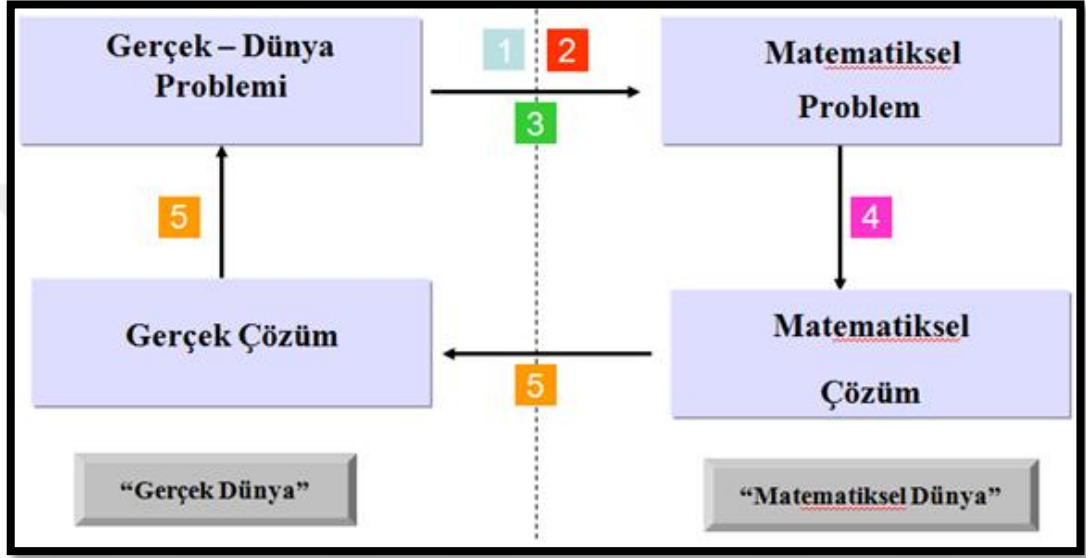 Gerçek – Dünya
Problemi
1
2
3
Matematiksel
Problem
5
4
Gerçek Çözüm
Matematiksel
Çözüm
5
“Gerçek Dünya”
“Matematiksel Dünya”